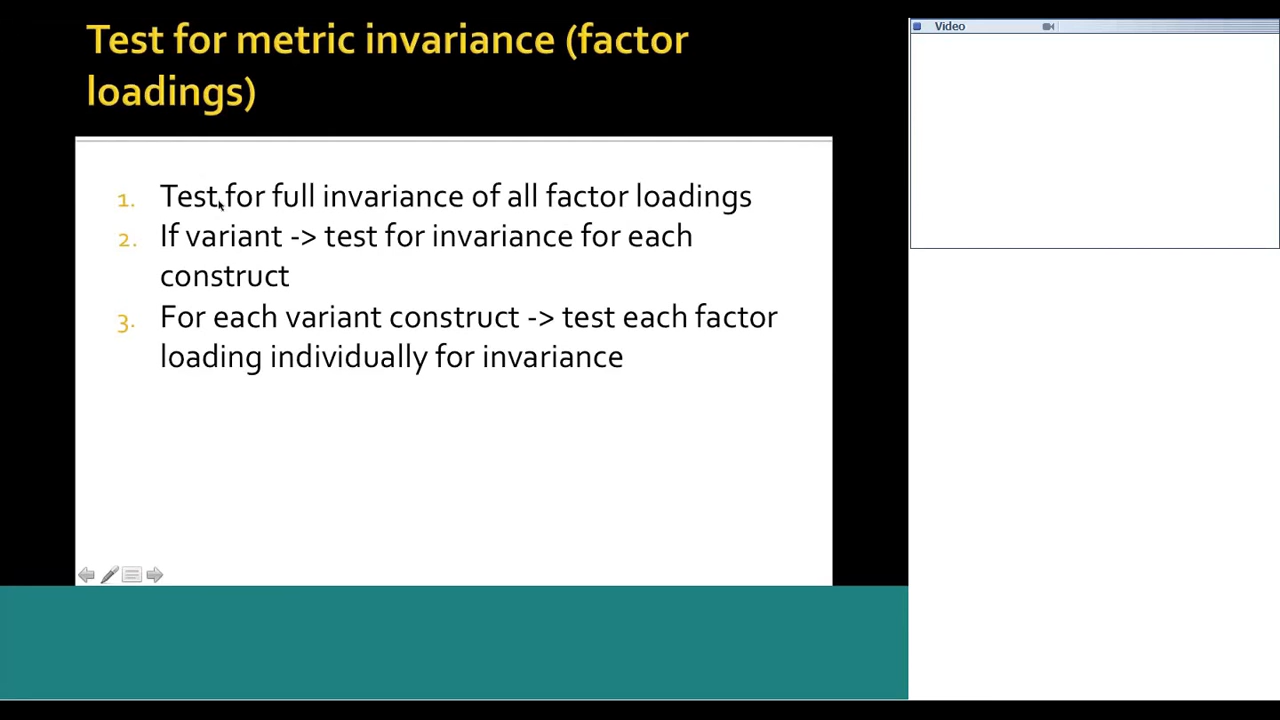 Test for metric invariance (factor
loadings)
Video
1. Test for full invariance of all factor loadings
2. If variant -> test for invariance for each
construct
3. For each variant construct -> test each factor
loading individually for invariance